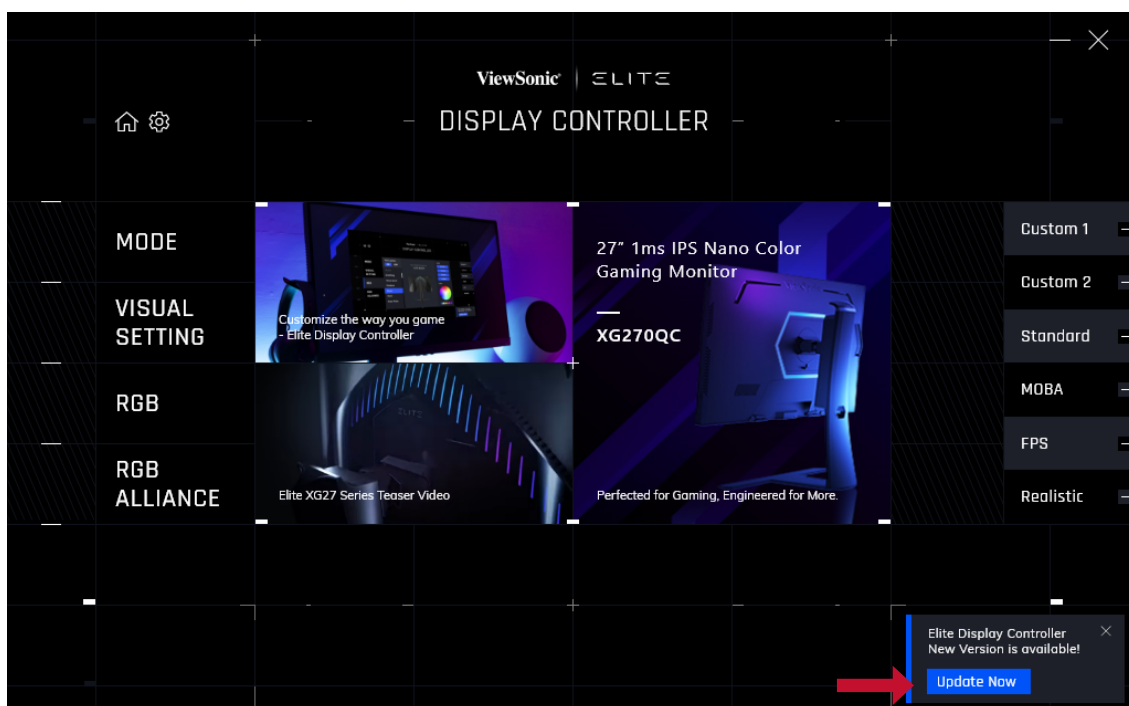 ViewSonic® ELITE
DISPLAY CONTROLLER
MODE
VISUAL
SETTING
RGB
RGB
ALLIANCE
Customize the way you game
- Elite Display Controller
Elite XG27 Series Teaser Video
27” 1ms IPS Nano Color
Gaming Monitor
XG270QC
Perfected for Gaming, Engineered for More.
Custom 1
Custom 2
Standard
MOBA
FPS
Realistic
Elite Display Controller
New Version is available!
Update Now